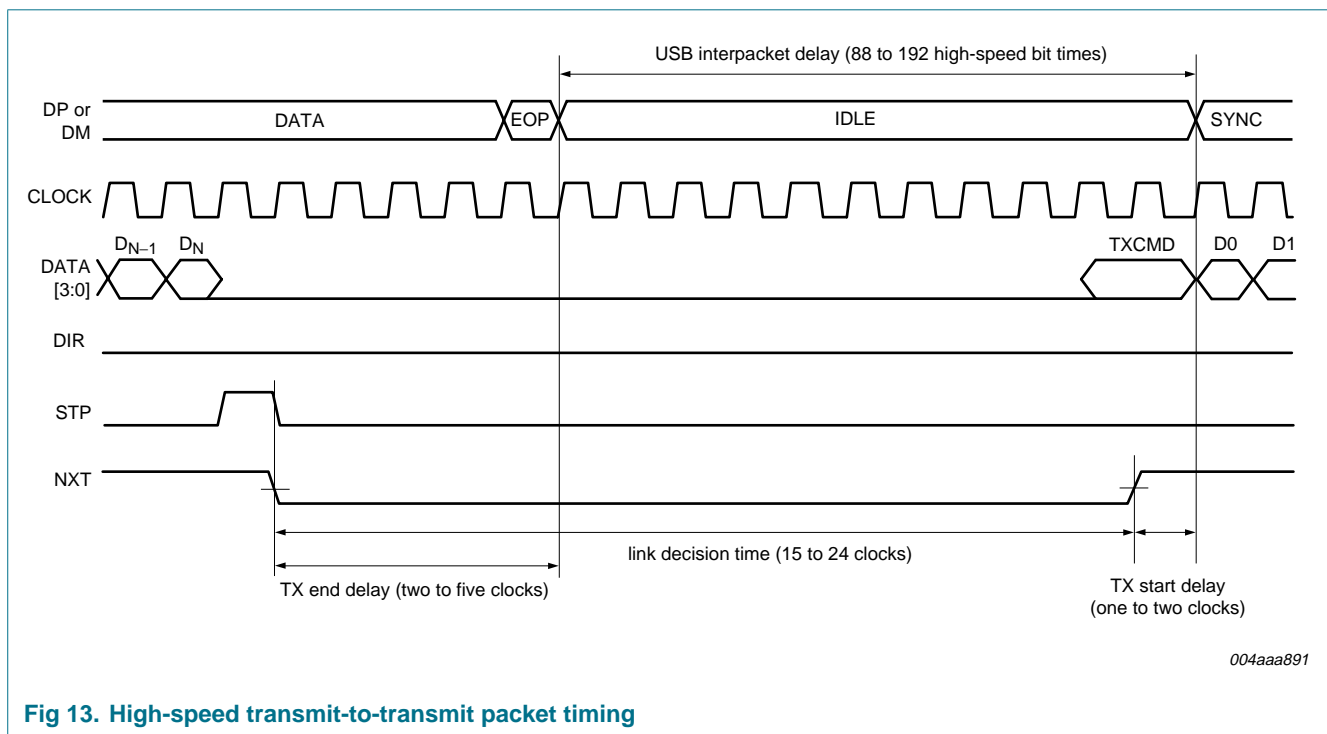 USB interpacket delay (88 to 192 high-speed bit times)
DP or
DM
DATA
EOP
IDLE
SYNC
CLOCK
DN–1
DN
TXCMD
D0
D1
DATA
[3:0]
DIR
STP
NXT
link decision time (15 to 24 clocks)
TX end delay (two to five clocks)
TX start delay
(one to two clocks)
004aaa891
Fig 13. High-speed transmit-to-transmit packet timing